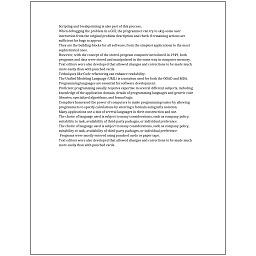 Scripting and breakpointing is also part of this process.
When debugging the problem in a GUI, the programmer can try to skip some user
interaction from the original problem description and check if remaining actions are
sufficient for bugs to appear.
They are the building blocks for all software, from the simplest applications to the most
sophisticated ones.
However, with the concept of the stored-program computer introduced in 1949, both
programs and data were stored and manipulated in the same way in computer memory.
Text editors were also developed that allowed changes and corrections to be made much
more easily than with punched cards.
Techniques like Code refactoring can enhance readability.
The Unified Modeling Language (UML) is a notation used for both the OOAD and MDA.
Programming languages are essential for software development.
Proficient programming usually requires expertise in several different subjects, including
knowledge of the application domain, details of programming languages and generic code
libraries, specialized algorithms, and formal logic.
Compilers harnessed the power of computers to make programming easier by allowing
programmers to specify calculations by entering a formula using infix notation.
Many applications use a mix of several languages in their construction and use.
The choice of language used is subject to many considerations, such as company policy,
suitability to task, availability of third-party packages, or individual preference.
The choice of language used is subject to many considerations, such as company policy,
suitability to task, availability of third-party packages, or individual preference.
Programs were mostly entered using punched cards or paper tape.
Text editors were also developed that allowed changes and corrections to be made much
more easily than with punched cards.